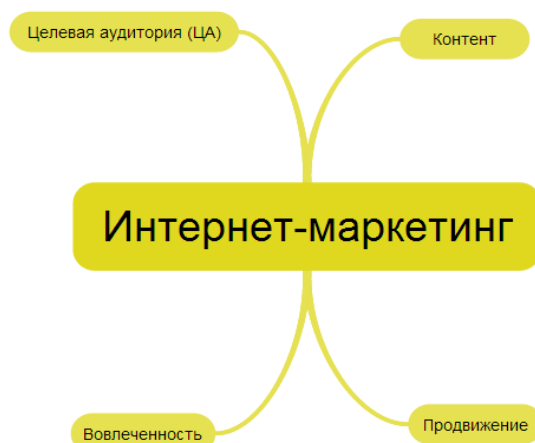 Целевая аудитория (ЦА)
Контент
Интернет-маркетинг
Вовлеченность
Продвижение